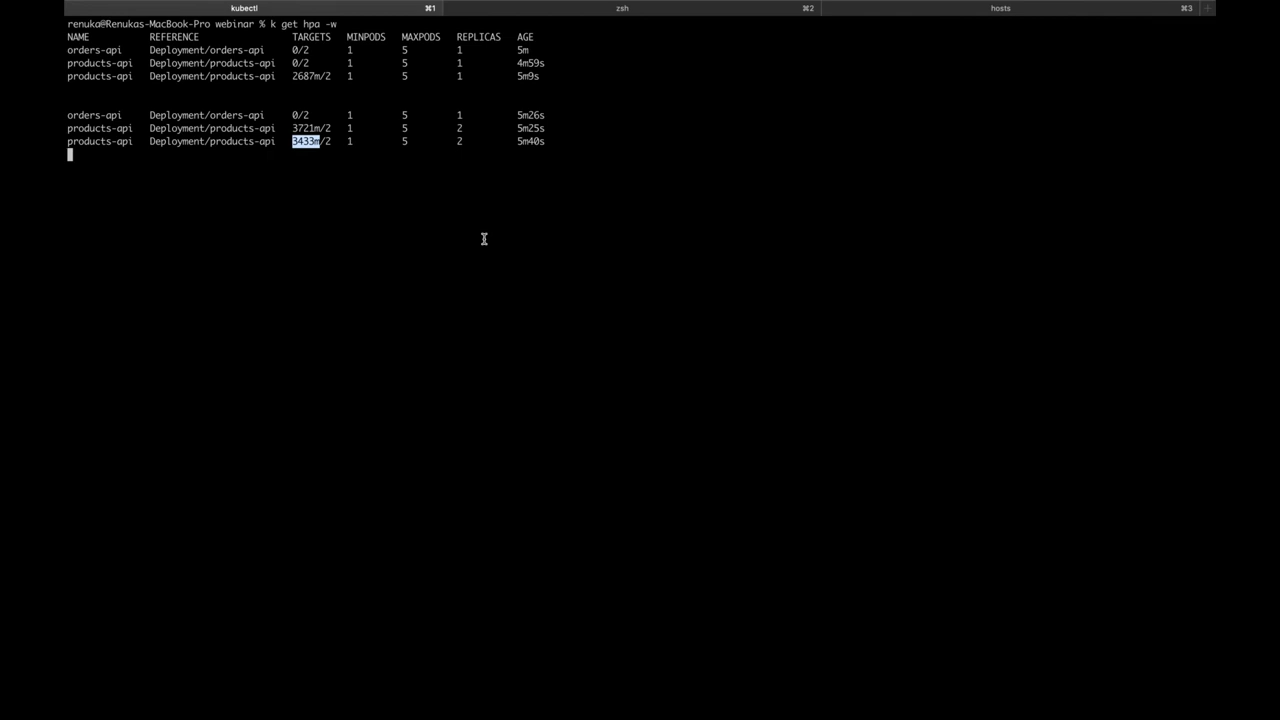 kubectl ⌘1 zsh ⌘2 hosts ⌘3 +
renuka@Renukas-MacBook-Pro webinar % k get hpa -w
NAME REFERENCE TARGETS MINPODS MAXPODS REPLICAS AGE
orders-api Deployment/orders-api 0/2 1 5 1 5m
products-api Deployment/products-api 0/2 1 5 1 4m59s
products-api Deployment/products-api 2687m/2 1 5 1 5m9s
orders-api Deployment/orders-api 0/2 1 5 1 5m26s
products-api Deployment/products-api 3721m/2 1 5 2 5m25s
products-api Deployment/products-api 3433m/2 1 5 2 5m40s